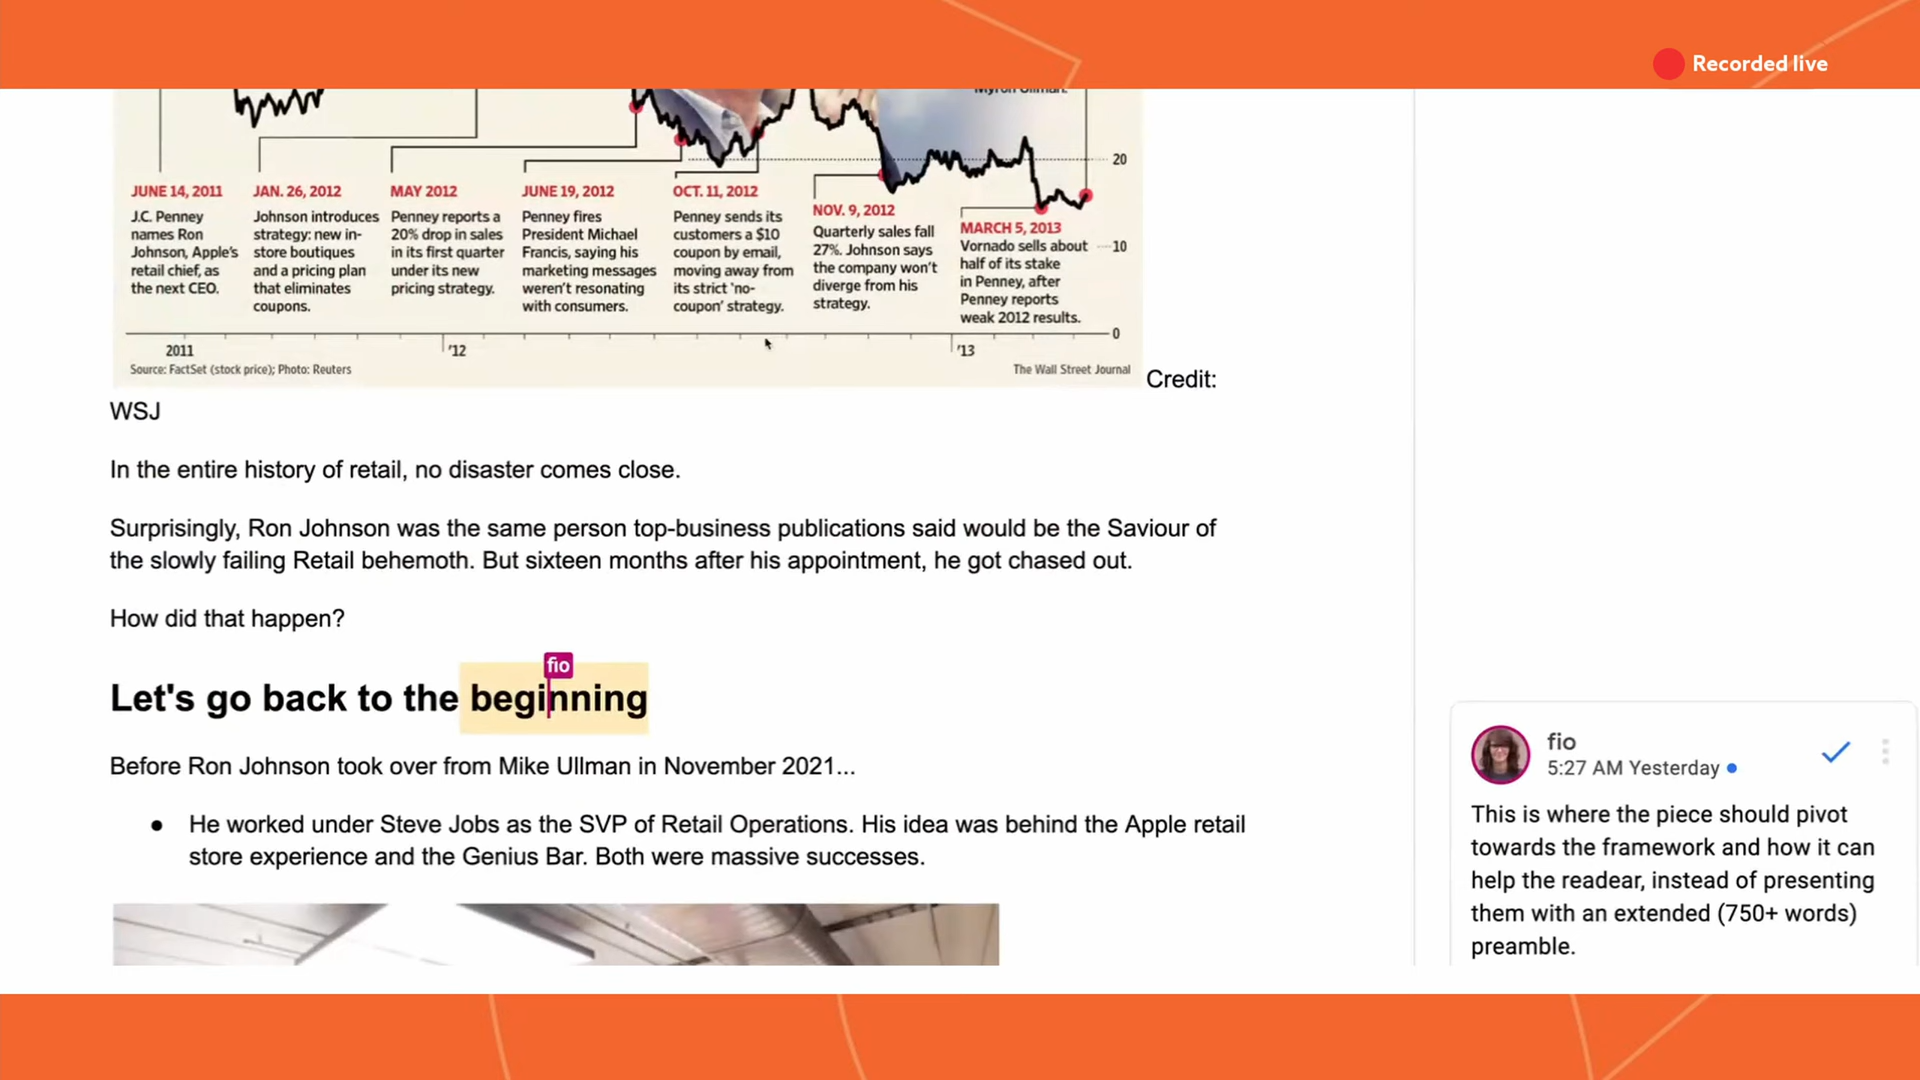 Recorded live
Myron Ullman.
20
JUNE 14, 2011
J.C. Penney
names Ron
Johnson, Apple's
retail chief, as
the next CEO.
JAN. 26, 2012
Johnson introduces
strategy: new in-
store boutiques
and a pricing plan
that eliminates
coupons.
MAY 2012
Penney reports a
20% drop in sales
in its first quarter
under its new
pricing strategy.
JUNE 19, 2012
Penney fires
President Michael
Francis, saying his
marketing messages
weren't resonating
with consumers.
OCT. 11, 2012
Penney sends its
customers a $10
coupon by email,
moving away from
its strict 'no-
coupon' strategy.
NOV. 9, 2012
Quarterly sales fall
27%. Johnson says
the company won't
diverge from his
strategy.
MARCH 5, 2013
Vornado sells about
half of its stake
in Penney, after
Penney reports
weak 2012 results.
10
0
2011
'12
'13
Source: FactSet (stock price); Photo: Reuters
The Wall Street Journal
Credit:
WSJ
In the entire history of retail, no disaster comes close.
Surprisingly, Ron Johnson was the same person top-business publications said would be the Saviour of
the slowly failing Retail behemoth. But sixteen months after his appointment, he got chased out.
How did that happen?
fio
Let's go back to the beginning
Before Ron Johnson took over from Mike Ullman in November 2021...
● He worked under Steve Jobs as the SVP of Retail Operations. His idea was behind the Apple retail
store experience and the Genius Bar. Both were massive successes.
fio
5:27 AM Yesterday
This is where the piece should pivot
towards the framework and how it can
help the readear, instead of presenting
them with an extended (750+ words)
preamble.